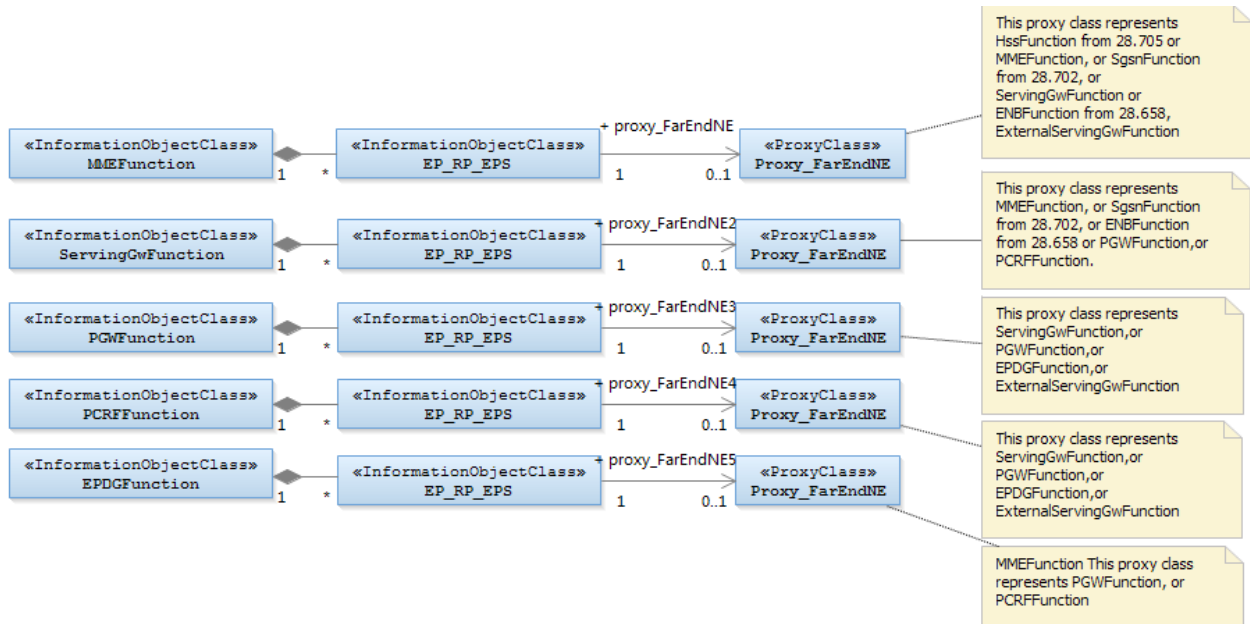 This proxy class represents
HssFunction from 28.705 or
MMEFunction, or SgsnFunction
from 28.702, or
ServingGwFunction or
ENBFunction from 28.658,
ExternalServingGwFunction
«InformationObjectClass»
MMEFunction
1
*
«InformationObjectClass»
EP_RP_EPS
+ proxy_FarEndNE
1
0..1
«ProxyClass»
Proxy_FarEndNE
This proxy class represents
MMEFunction, or SgsnFunction
from 28.702, or ENBFunction
from 28.658 or PGWFunction,or
PCRFFunction.
«InformationObjectClass»
ServingGwFunction
1
*
«InformationObjectClass»
EP_RP_EPS
+ proxy_FarEndNE2
1
0..1
«ProxyClass»
Proxy_FarEndNE
«InformationObjectClass»
PGWFunction
1
*
«InformationObjectClass»
EP_RP_EPS
+ proxy_FarEndNE3
1
0..1
«ProxyClass»
Proxy_FarEndNE
This proxy class represents
ServingGwFunction,or
PGWFunction,or
EPDGFunction,or
ExternalServingGwFunction
«InformationObjectClass»
PCRFFunction
1
*
«InformationObjectClass»
EP_RP_EPS
+ proxy_FarEndNE4
1
0..1
«ProxyClass»
Proxy_FarEndNE
This proxy class represents
ServingGwFunction,or
PGWFunction,or
EPDGFunction,or
ExternalServingGwFunction
«InformationObjectClass»
EPDGFunction
1
*
«InformationObjectClass»
EP_RP_EPS
+ proxy_FarEndNE5
1
0..1
«ProxyClass»
Proxy_FarEndNE
MMEFunction This proxy class
represents PGWFunction, or
PCRFFunction